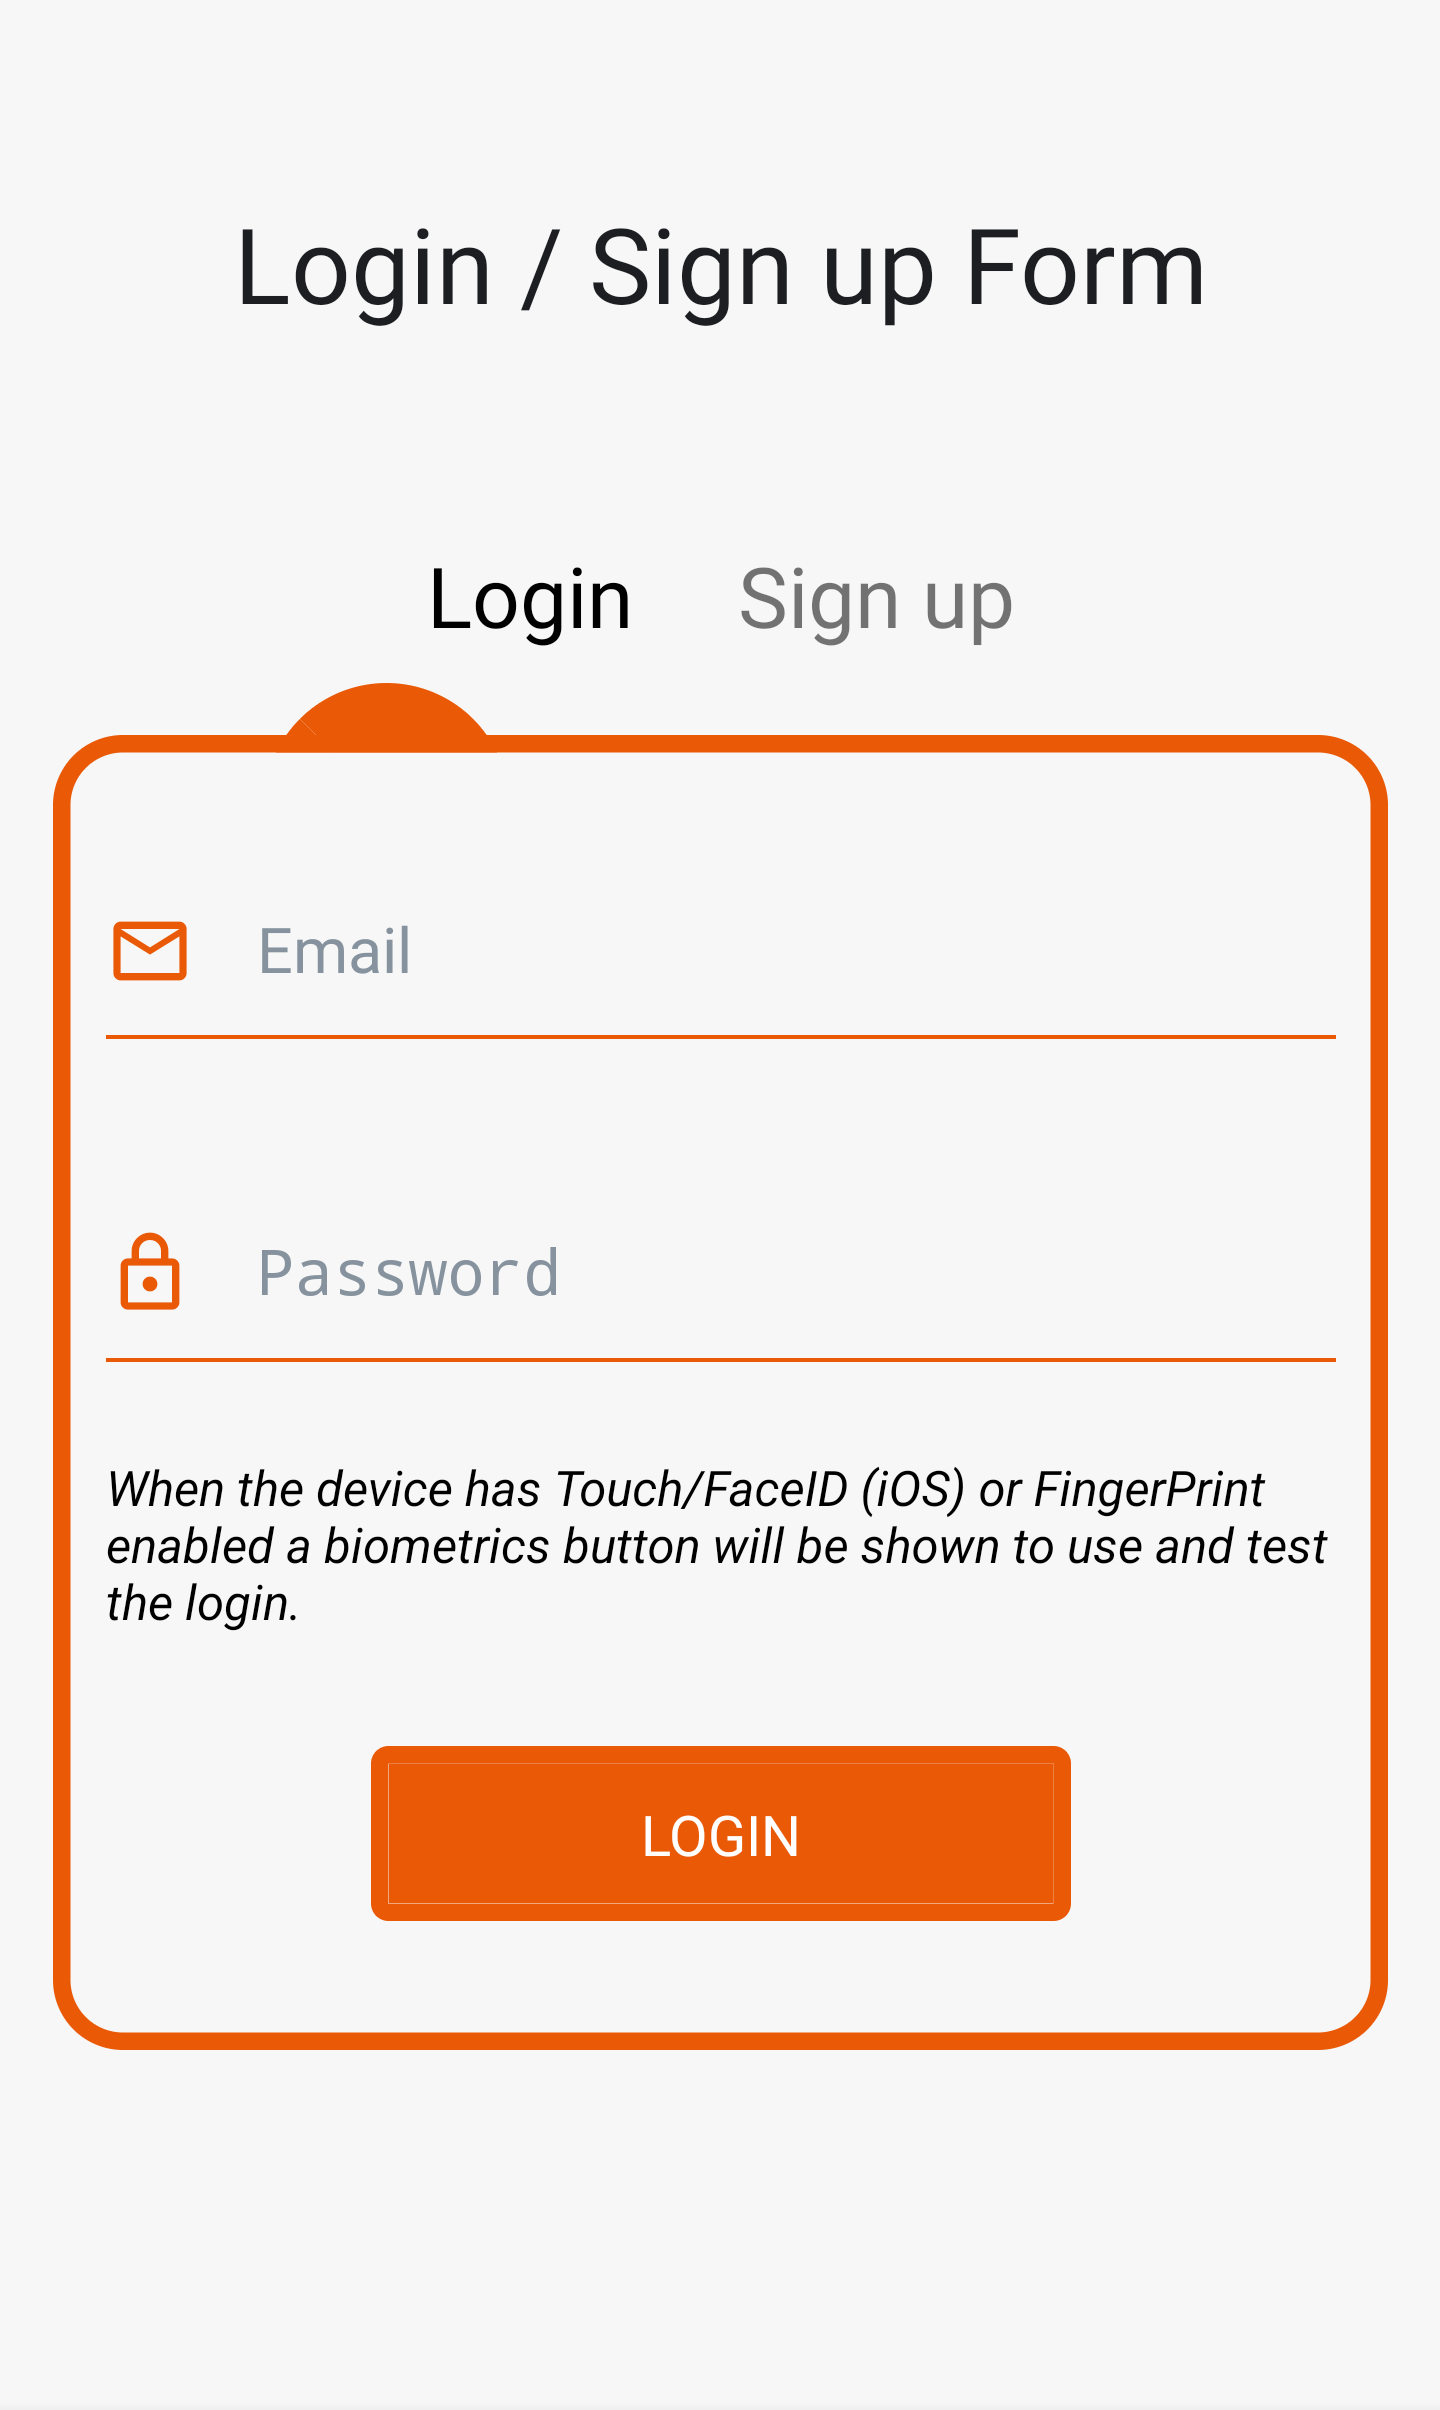 Login / Sign up Form
Login
Sign up
Email
Password
When the device has Touch/FaceID (iOS) or FingerPrint
enabled a biometrics button will be shown to use and test
the login.
LOGIN